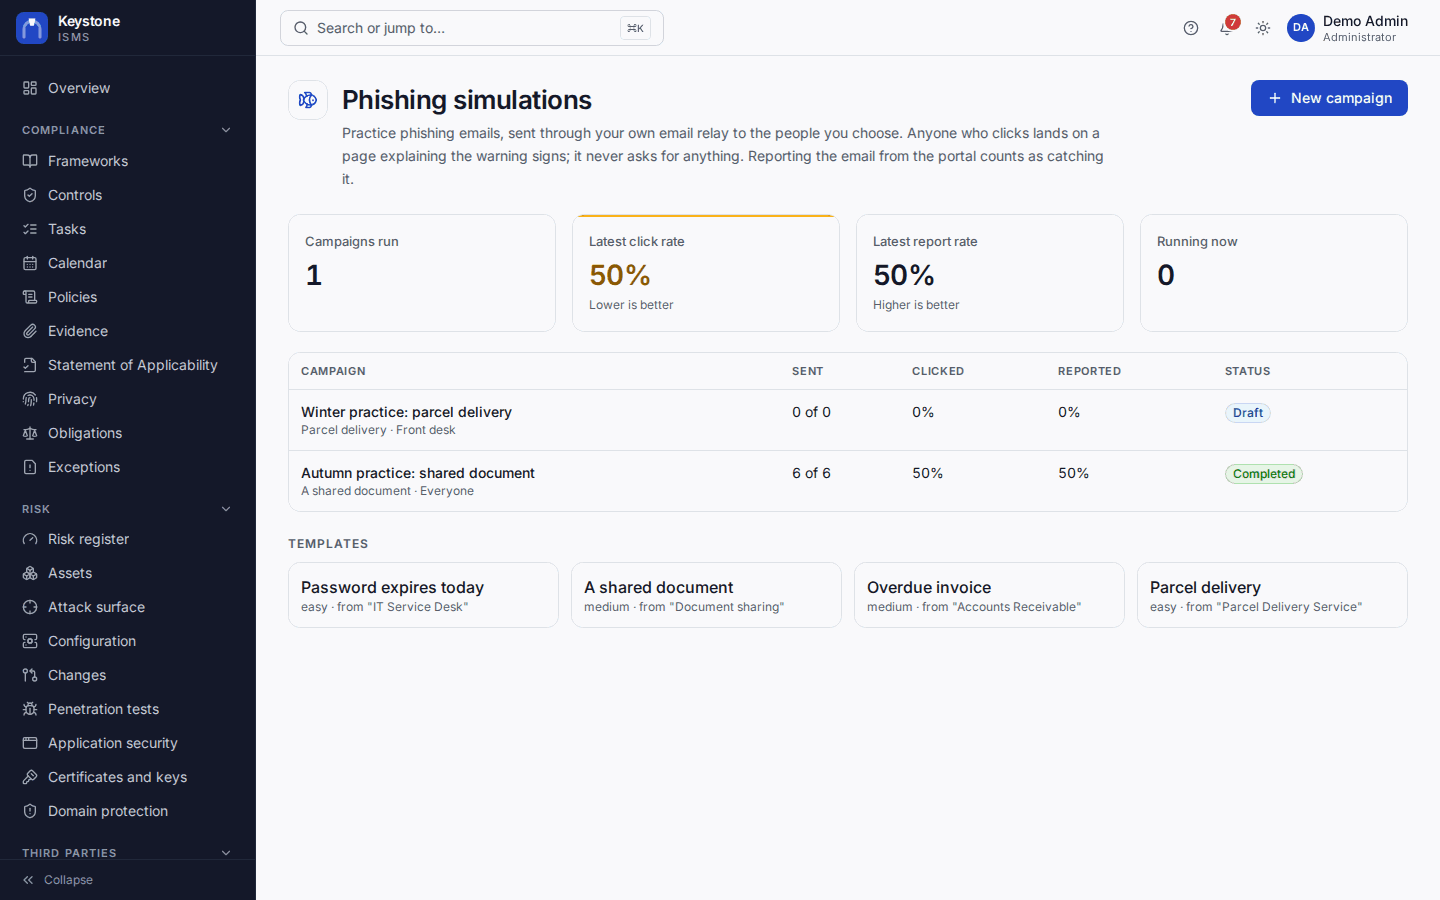 Keystone
ISMS
Search or jump to...
⌘K
7
DA
Demo Admin
Administrator
Overview
COMPLIANCE
Frameworks
Controls
Tasks
Calendar
Policies
Evidence
Statement of Applicability
Privacy
Obligations
Exceptions
RISK
Risk register
Assets
Attack surface
Configuration
Changes
Penetration tests
Application security
Certificates and keys
Domain protection
THIRD PARTIES
Collapse
Phishing simulations
New campaign
Practice phishing emails, sent through your own email relay to the people you choose. Anyone who clicks lands on a
page explaining the warning signs; it never asks for anything. Reporting the email from the portal counts as catching
it.
Campaigns run
1
Latest click rate
50%
Lower is better
Latest report rate
50%
Higher is better
Running now
0
CAMPAIGN SENT CLICKED REPORTED STATUS
Winter practice: parcel delivery 0 of 0 0% 0% Draft
Parcel delivery · Front desk
Autumn practice: shared document 6 of 6 50% 50% Completed
A shared document · Everyone
TEMPLATES
Password expires today
easy · from "IT Service Desk"
A shared document
medium · from "Document sharing"
Overdue invoice
medium · from "Accounts Receivable"
Parcel delivery
easy · from "Parcel Delivery Service"